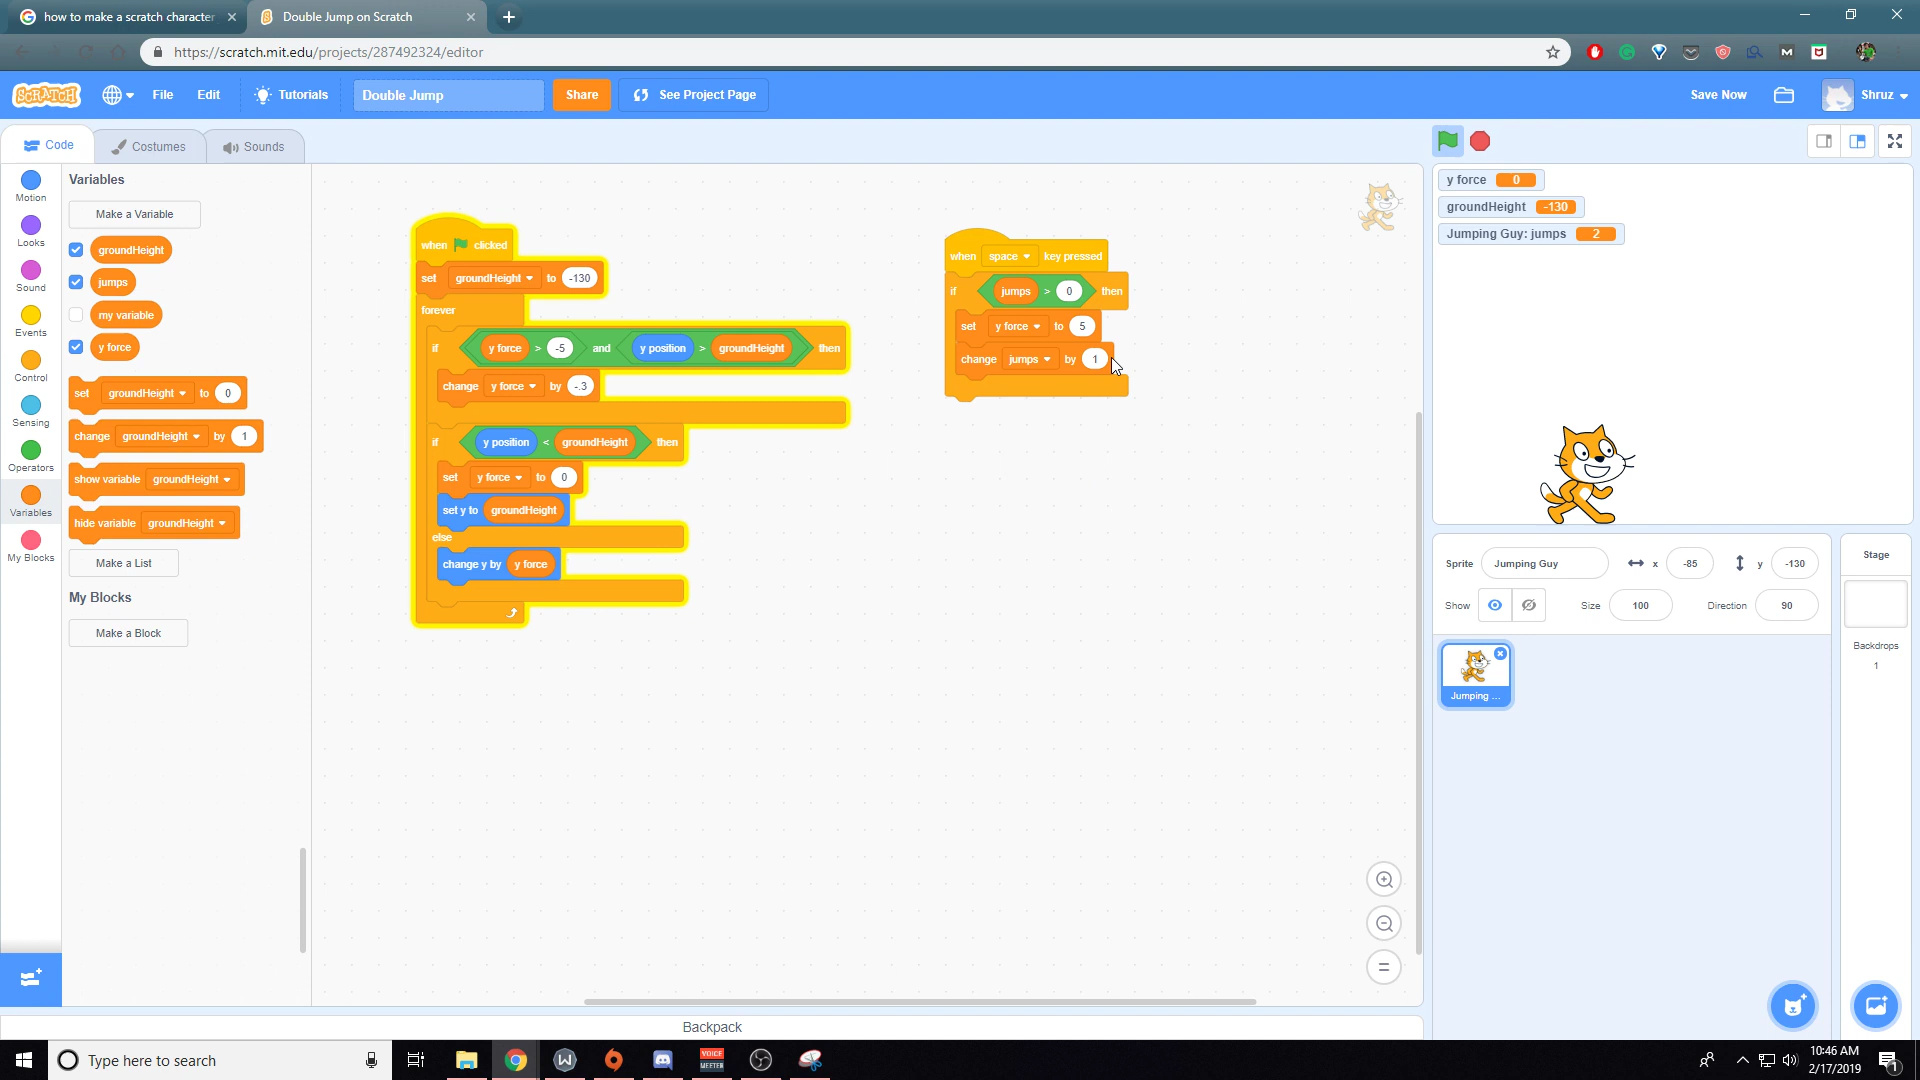 how to make a scratch character
Double Jump on Scratch
https://scratch.mit.edu/projects/287492324/editor
SCRATCH
File
Edit
Tutorials
Double Jump
Share
See Project Page
Save Now
Shruz
Code
Costumes
Sounds
Motion
Looks
Sound
Events
Control
Sensing
Operators
Variables
My Blocks
Variables
Make a Variable
groundHeight
jumps
my variable
y force
set groundHeight to 0
change groundHeight by 1
show variable groundHeight
hide variable groundHeight
Make a List
My Blocks
Make a Block
when clicked
set groundHeight to -130
forever
if y force > -5 and y position > groundHeight then
change y force by -.3
if y position < groundHeight then
set y force to 0
set y to groundHeight
else
change y by y force
when space key pressed
if jumps > 0 then
set y force to 5
change jumps by 1
Backpack
y force 0
groundHeight -130
Jumping Guy: jumps 2
Sprite Jumping Guy x -85 y -130
Show Size 100 Direction 90
Jumping ...
Stage
Backdrops
1
Type here to search
VOICE
MEETER
10:46 AM
2/17/2019
1